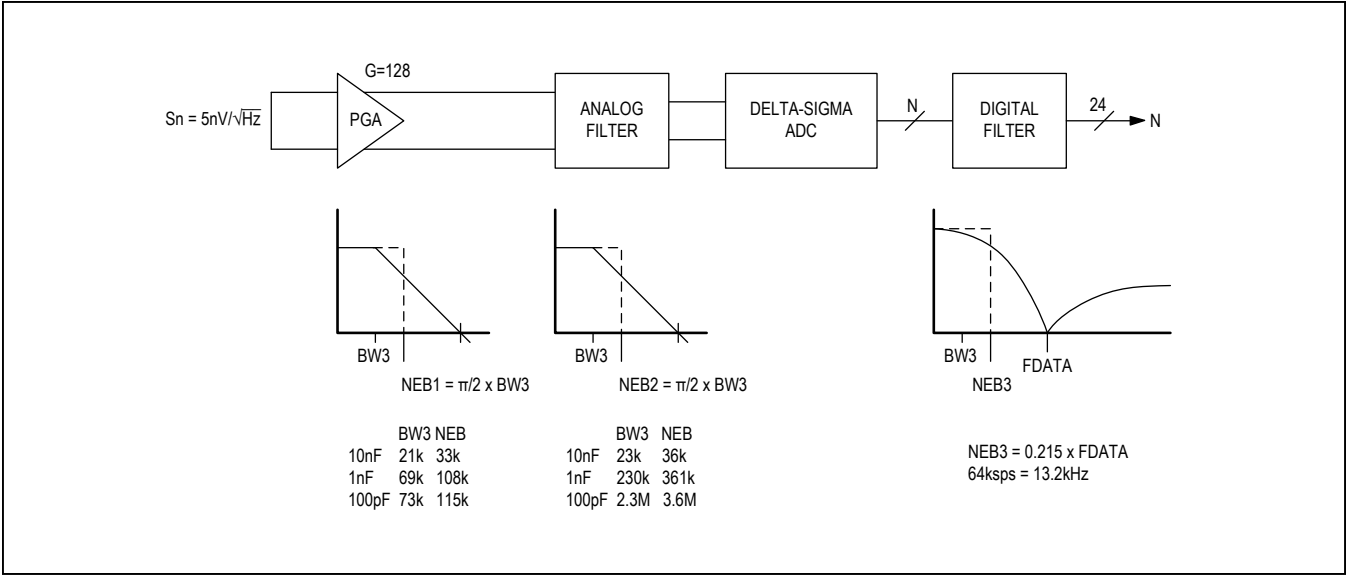 G=128
Sn = 5nV/√Hz
PGA
ANALOG
FILTER
DELTA-SIGMA
ADC
N
DIGITAL
FILTER
24
N
BW3
NEB1 = π/2 x BW3
BW3 NEB
10nF 21k 33k
1nF 69k 108k
100pF 73k 115k
BW3
NEB2 = π/2 x BW3
BW3 NEB
10nF 23k 36k
1nF 230k 361k
100pF 2.3M 3.6M
BW3
FDATA
NEB3
NEB3 = 0.215 x FDATA
64ksps = 13.2kHz